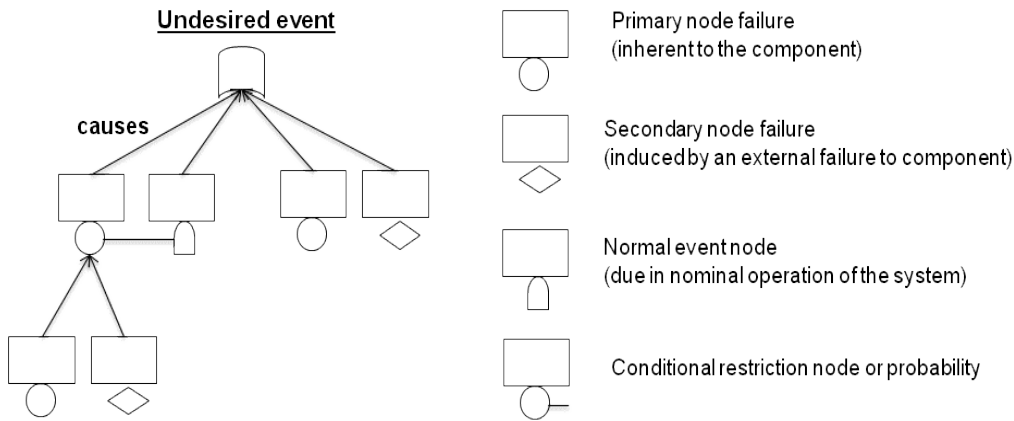 Undesired event
causes
Primary node failure
(inherent to the component)
Secondary node failure
(induced by an external failure to component)
Normal event node
(due in nominal operation of the system)
Conditional restriction node or probability